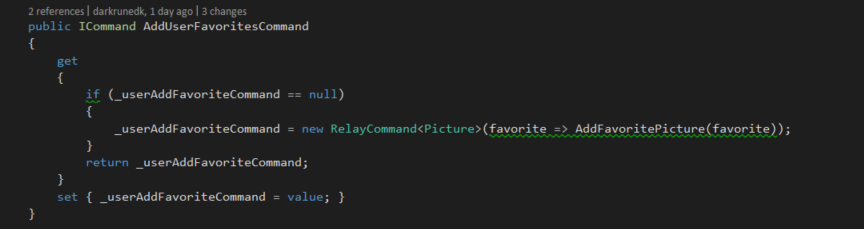 2 references | darkrunedk, 1 day ago | 3 changes
public ICommand AddUserFavoritesCommand
{
    get
    {
        if (_userAddFavoriteCommand == null)
        {
            _userAddFavoriteCommand = new RelayCommand<Picture>(favorite => AddFavoritePicture(favorite));
        }
        return _userAddFavoriteCommand;
    }
    set { _userAddFavoriteCommand = value; }
}